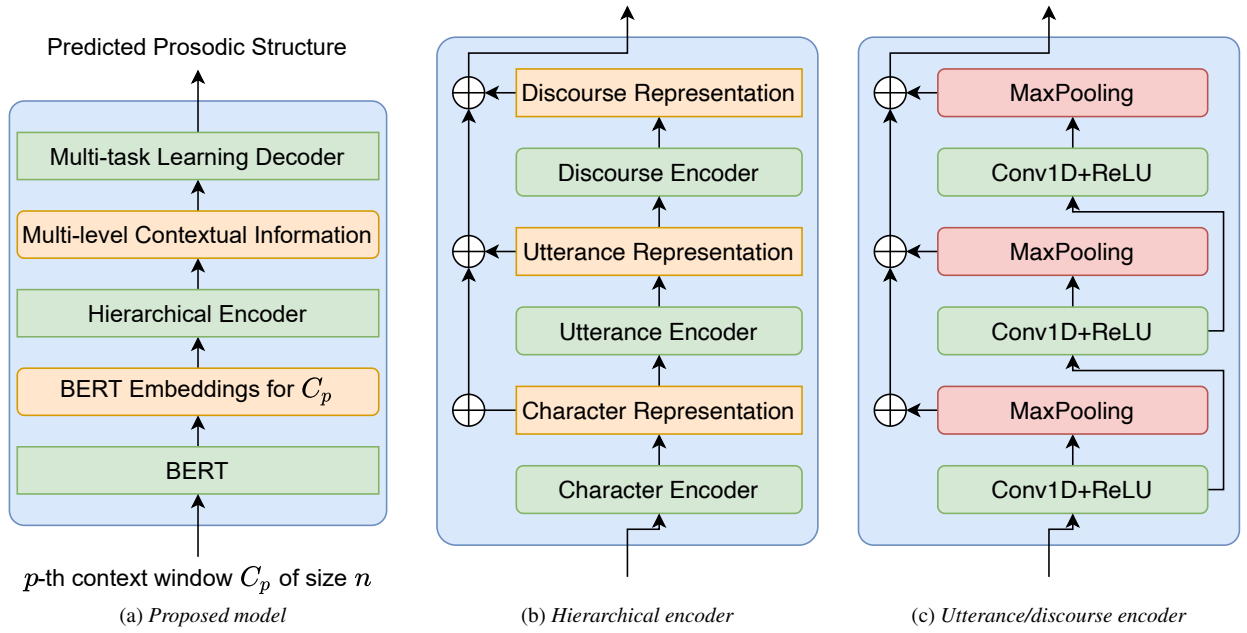 Predicted Prosodic Structure
Multi-task Learning Decoder
Multi-level Contextual Information
Hierarchical Encoder
BERT Embeddings for C_p
BERT
p-th context window C_p of size n
(a) Proposed model
Discourse Representation
Discourse Encoder
Utterance Representation
Utterance Encoder
Character Representation
Character Encoder
(b) Hierarchical encoder
MaxPooling
Conv1D+ReLU
MaxPooling
Conv1D+ReLU
MaxPooling
Conv1D+ReLU
(c) Utterance/discourse encoder